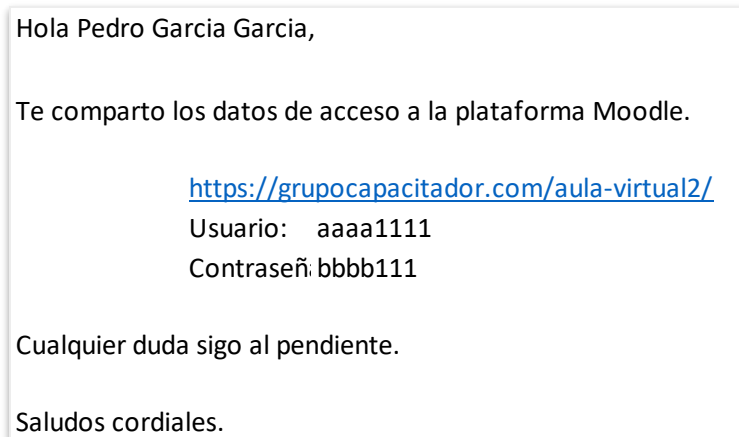 Hola Pedro Garcia Garcia,
Te comparto los datos de acceso a la plataforma Moodle.
https://grupocapacitador.com/aula-virtual2/
Usuario: aaaa1111
Contraseña bbbb111
Cualquier duda sigo al pendiente.
Saludos cordiales.